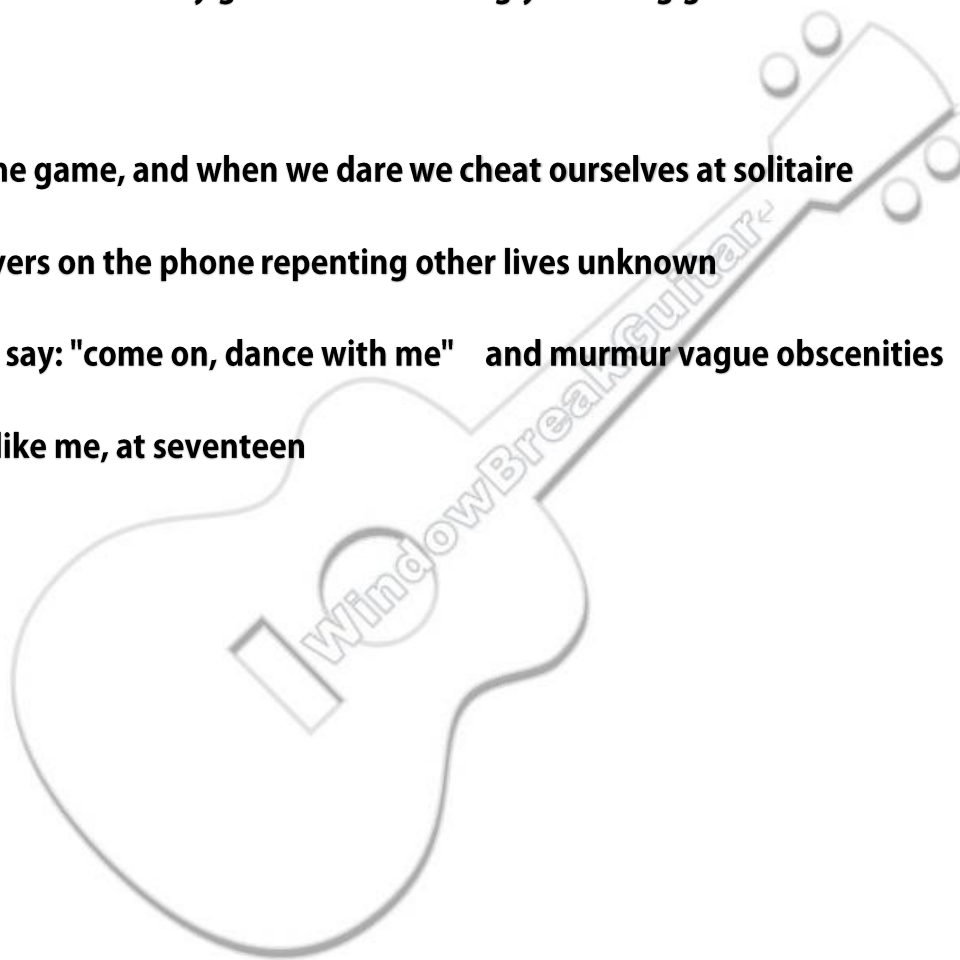 he game, and when we dare we cheat ourselves at solitaire
vers on the phone repenting other lives unknown
say: "come on, dance with me" and murmur vague obscenities
like me, at seventeen
WindowBreakGuitar